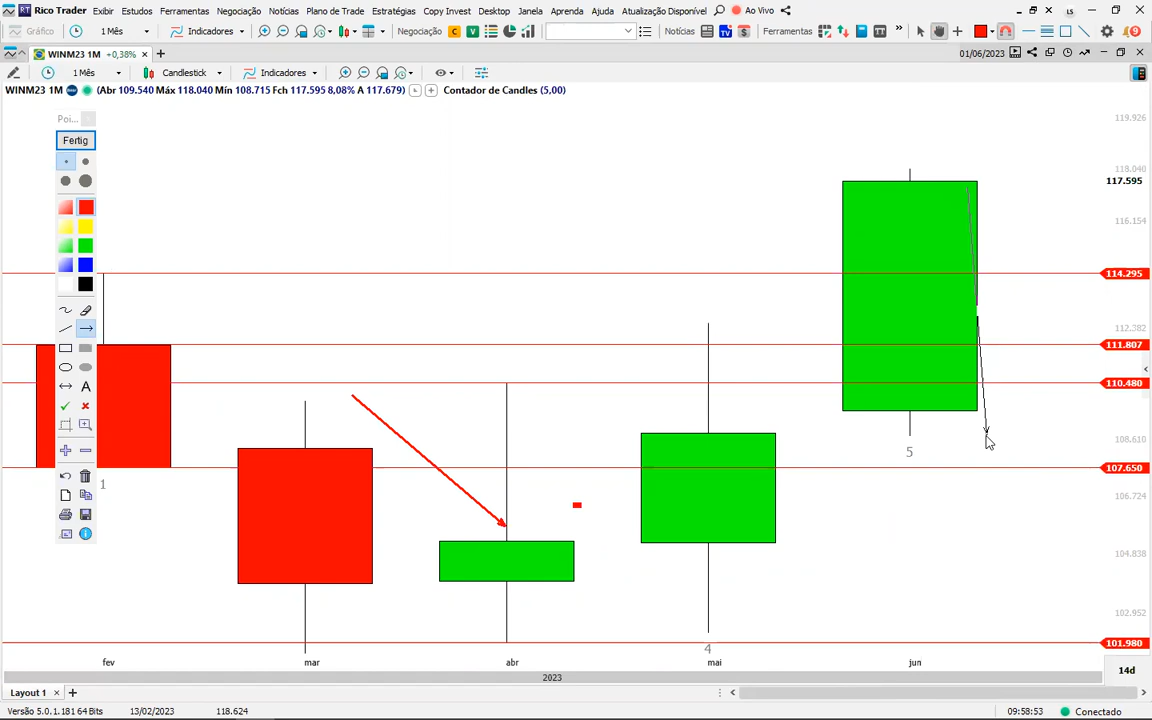 Rico Trader Exibir Estudos Ferramentas Negociação Notícias Plano de Trade Estratégias Copy Invest Desktop Janela Aprenda Ajuda Atualização Disponível Ao Vivo LS
Gráfico 1 Mês Indicadores Negociação Notícias Ferramentas
WINM23 1M +0,38% 01/06/2023
1 Mês Candlestick Indicadores
WINM23 1M (Abr 109.540 Máx 118.040 Mín 108.715 Fch 117.595 8,08% A 117.679) Contador de Candles (5,00)
Poi...
Fertig
A
119.926
118.040
117.595
116.154
114.295
112.382
111.807
110.480
108.610
107.650
106.724
104.838
102.952
101.980
1
5
4
fev mar abr mai jun
2023
14d
Layout 1
Versão 5.0.1.181 64 Bits 13/02/2023 118.624 09:58:53 Conectado